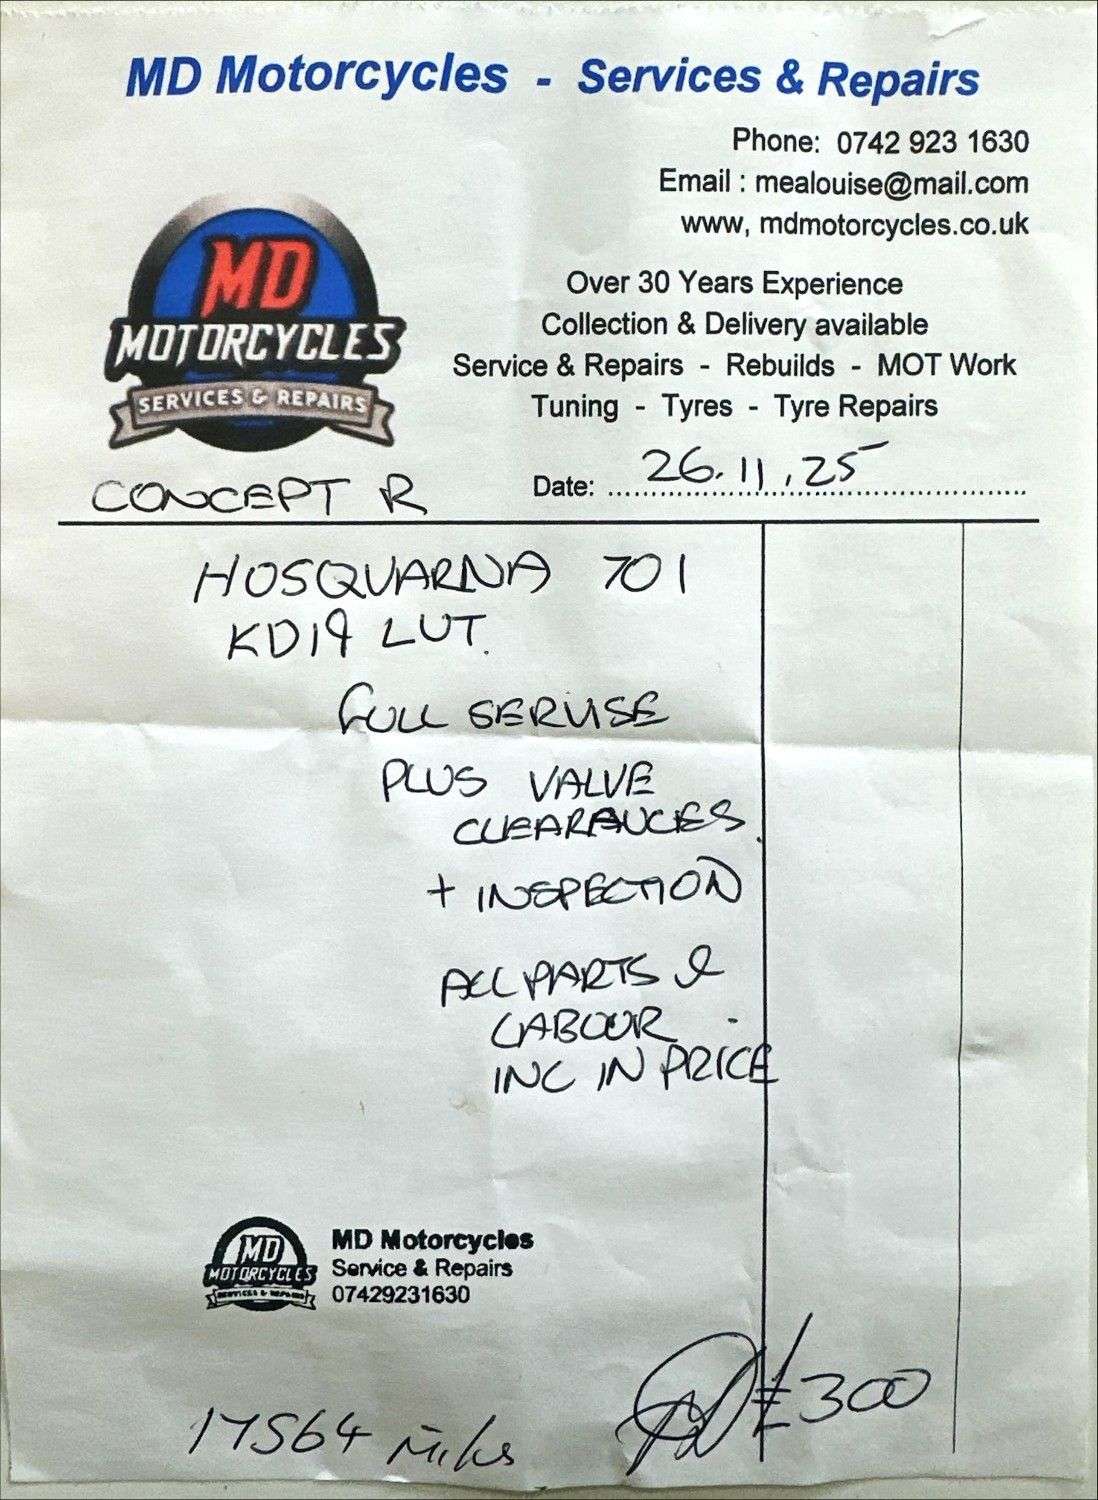 MD Motorcycles - Services & Repairs
Phone: 0742 923 1630
Email : mealouise@mail.com
www, mdmotorcycles.co.uk
MD
MOTORCYCLES
SERVICES & REPAIRS
Over 30 Years Experience
Collection & Delivery available
Service & Repairs - Rebuilds - MOT Work
Tuning - Tyres - Tyre Repairs
CONCEPT R
Date: 26.11.25
HOSQVARNA 701
KD19 LUT.
FULL SERVISE
PLUS VALVE
CLEARANCES.
+ INSPECTION
ALL PARTS &
LABOUR
INC IN PRICE
MD
MOTORCYCLES
SERVICES & REPAIRS
MD Motorcycles
Service & Repairs
07429231630
£300
17564 miles